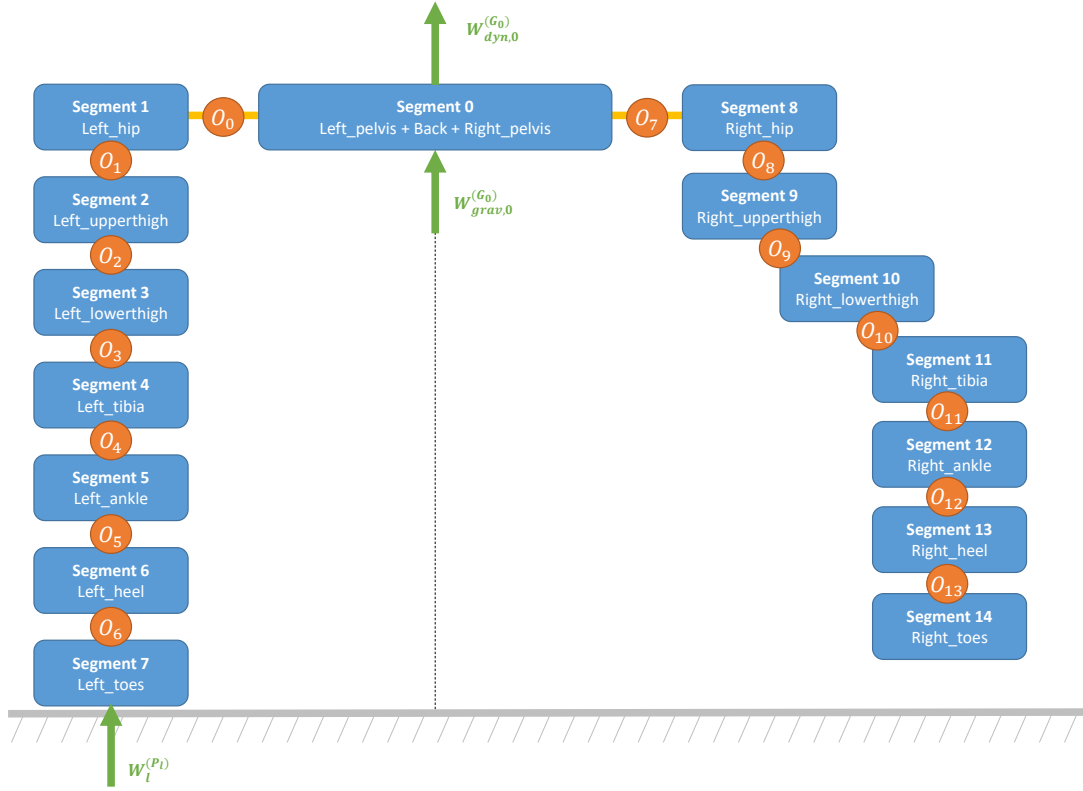 W_{dyn,0}^{(G_0)}
Segment 1
Left_hip
O_0
Segment 0
Left_pelvis + Back + Right_pelvis
O_7
Segment 8
Right_hip
O_1
O_8
Segment 2
Left_upperthigh
W_{grav,0}^{(G_0)}
Segment 9
Right_upperthigh
O_2
O_9
Segment 3
Left_lowerthigh
Segment 10
Right_lowerthigh
O_3
O_10
Segment 4
Left_tibia
Segment 11
Right_tibia
O_4
O_11
Segment 5
Left_ankle
Segment 12
Right_ankle
O_5
O_12
Segment 6
Left_heel
Segment 13
Right_heel
O_6
O_13
Segment 7
Left_toes
Segment 14
Right_toes
W_l^{(P_l)}